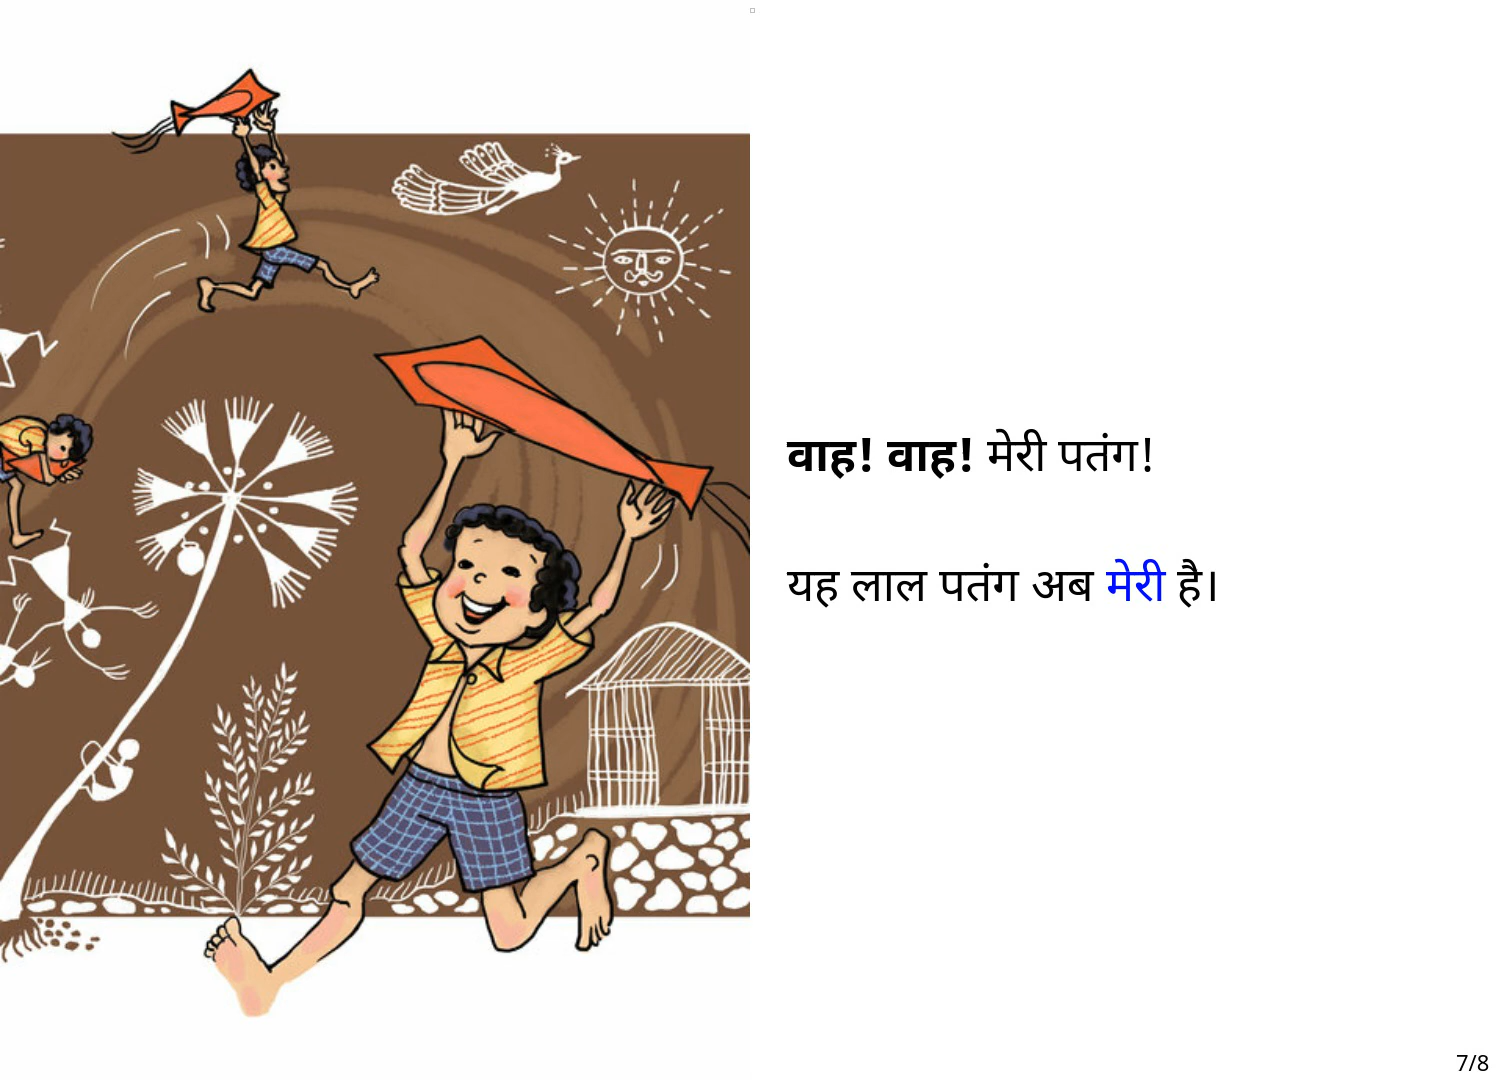 वाह! वाह! मेरी पतंग!
यह लाल पतंग अब मेरी है।
7/8